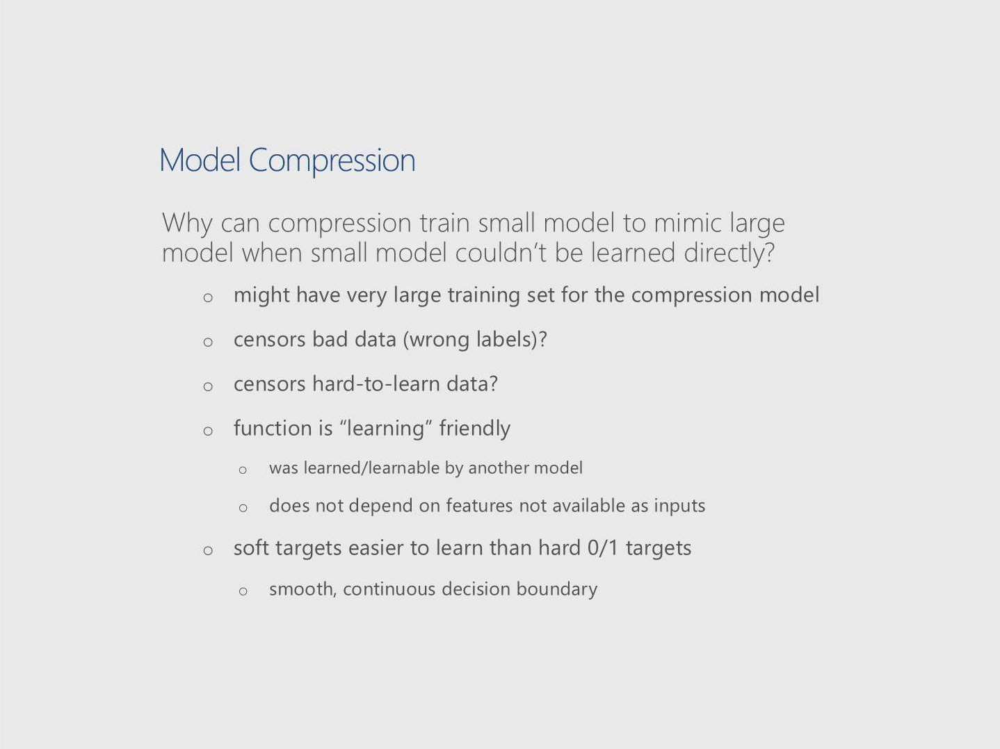 Model Compression
Why can compression train small model to mimic large
model when small model couldn’t be learned directly?
o might have very large training set for the compression model
o censors bad data (wrong labels)?
o censors hard-to-learn data?
o function is “learning” friendly
o was learned/learnable by another model
o does not depend on features not available as inputs
o soft targets easier to learn than hard 0/1 targets
o smooth, continuous decision boundary